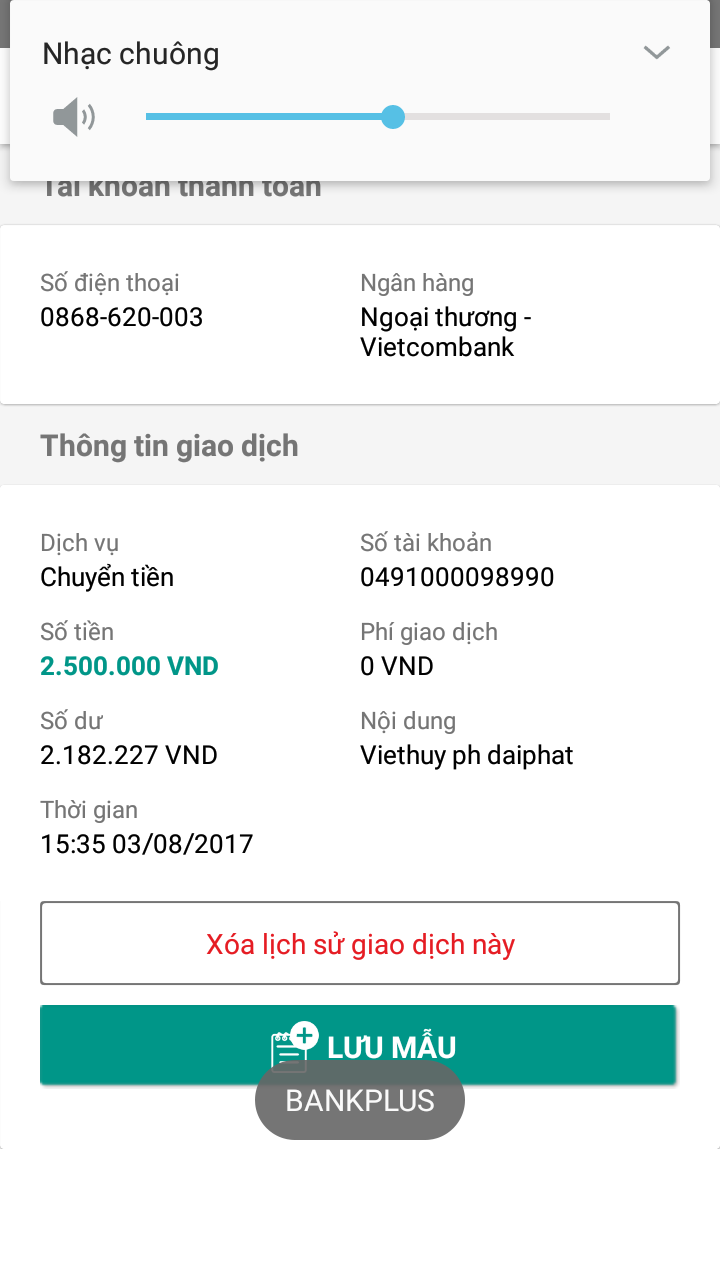 Nhạc chuông
Tài khoản thanh toán
Số điện thoại
0868-620-003
Ngân hàng
Ngoại thương -
Vietcombank
Thông tin giao dịch
Dịch vụ
Chuyển tiền
Số tài khoản
0491000098990
Số tiền
2.500.000 VND
Phí giao dịch
0 VND
Số dư
2.182.227 VND
Nội dung
Viethuy ph daiphat
Thời gian
15:35 03/08/2017
Xóa lịch sử giao dịch này
LƯU MẪU
BANKPLUS